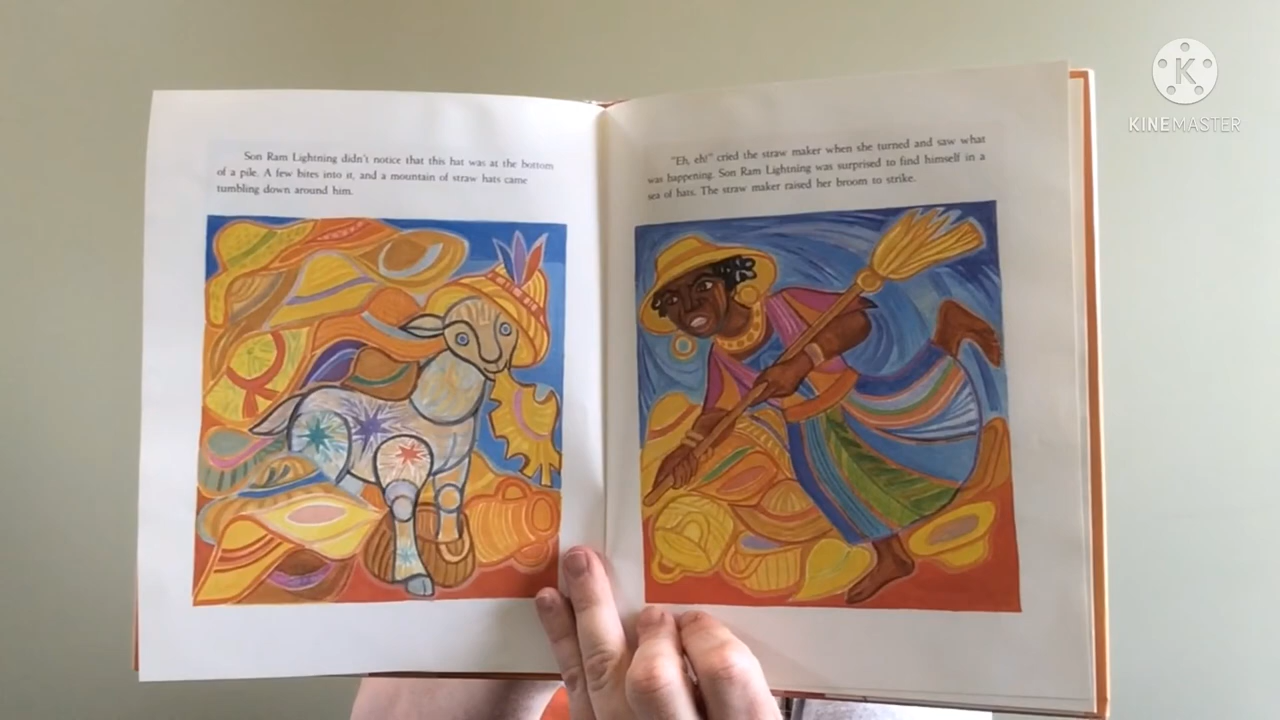 Son Ram Lightning didn't notice that this hat was at the bottom
of a pile. A few bites into it, and a mountain of straw hats came
tumbling down around him.
"Eh, eh!" cried the straw maker when she turned and saw what
was happening. Son Ram Lightning was surprised to find himself in a
sea of hats. The straw maker raised her broom to strike.
K
KINEMASTER